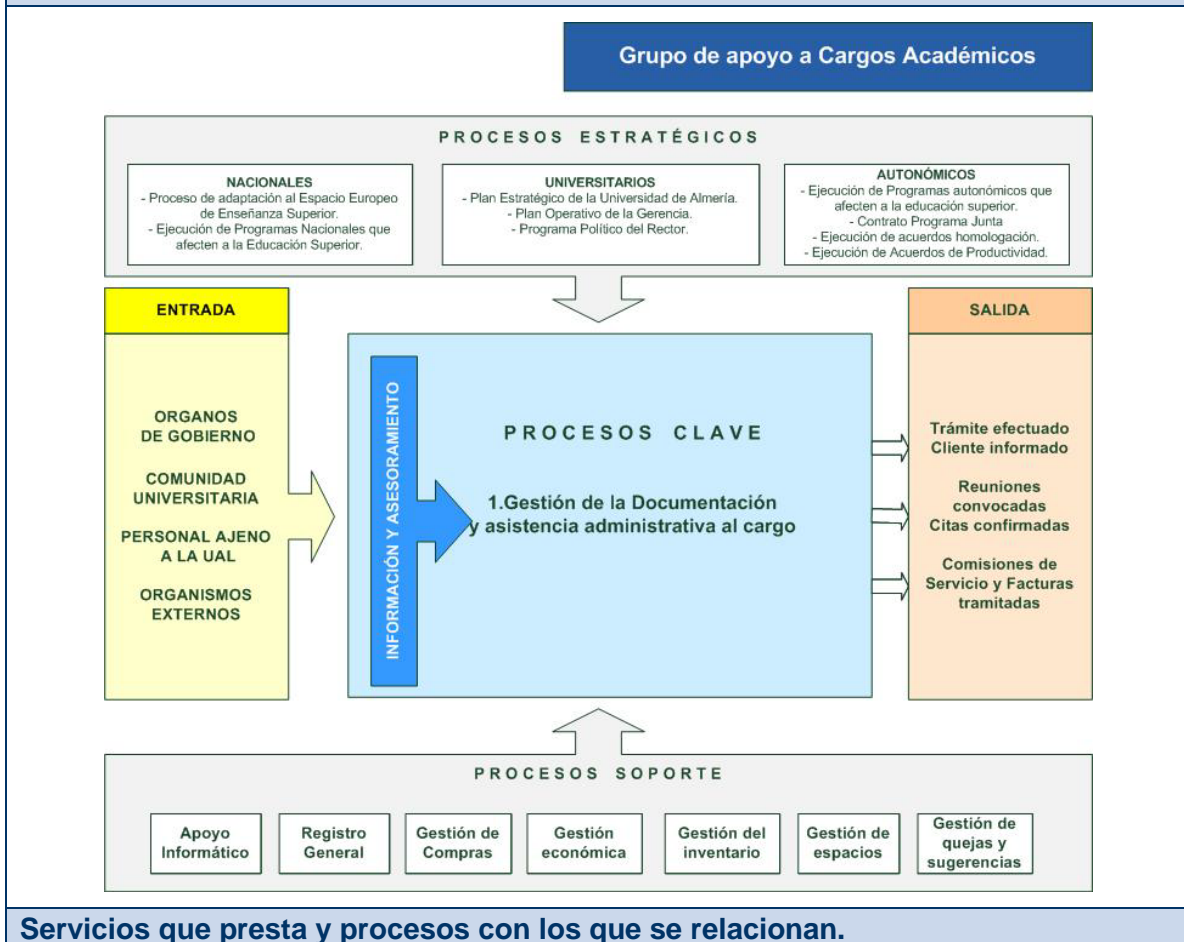 Grupo de apoyo a Cargos Académicos
PROCESOS ESTRATÉGICOS
NACIONALES
- Proceso de adaptación al Espacio Europeo
de Enseñanza Superior.
- Ejecución de Programas Nacionales que
afecten a la Educación Superior.
UNIVERSITARIOS
- Plan Estratégico de la Universidad de Almería.
- Plan Operativo de la Gerencia.
- Programa Político del Rector.
AUTONÓMICOS
- Ejecución de Programas autonómicos que
afecten a la educación superior.
- Contrato Programa Junta
- Ejecución de acuerdos homologación.
- Ejecución de Acuerdos de Productividad.
ENTRADA
ORGANOS
DE GOBIERNO
COMUNIDAD
UNIVERSITARIA
PERSONAL AJENO
A LA UAL
ORGANISMOS
EXTERNOS
INFORMACIÓN Y ASESORAMIENTO
PROCESOS CLAVE
1.Gestión de la Documentación
y asistencia administrativa al cargo
SALIDA
Trámite efectuado
Cliente informado
Reuniones
convocadas
Citas confirmadas
Comisiones de
Servicio y Facturas
tramitadas
PROCESOS SOPORTE
Apoyo
Informático
Registro
General
Gestión de
Compras
Gestión
económica
Gestión del
inventario
Gestión de
espacios
Gestión de
quejas y
sugerencias
Servicios que presta y procesos con los que se relacionan.